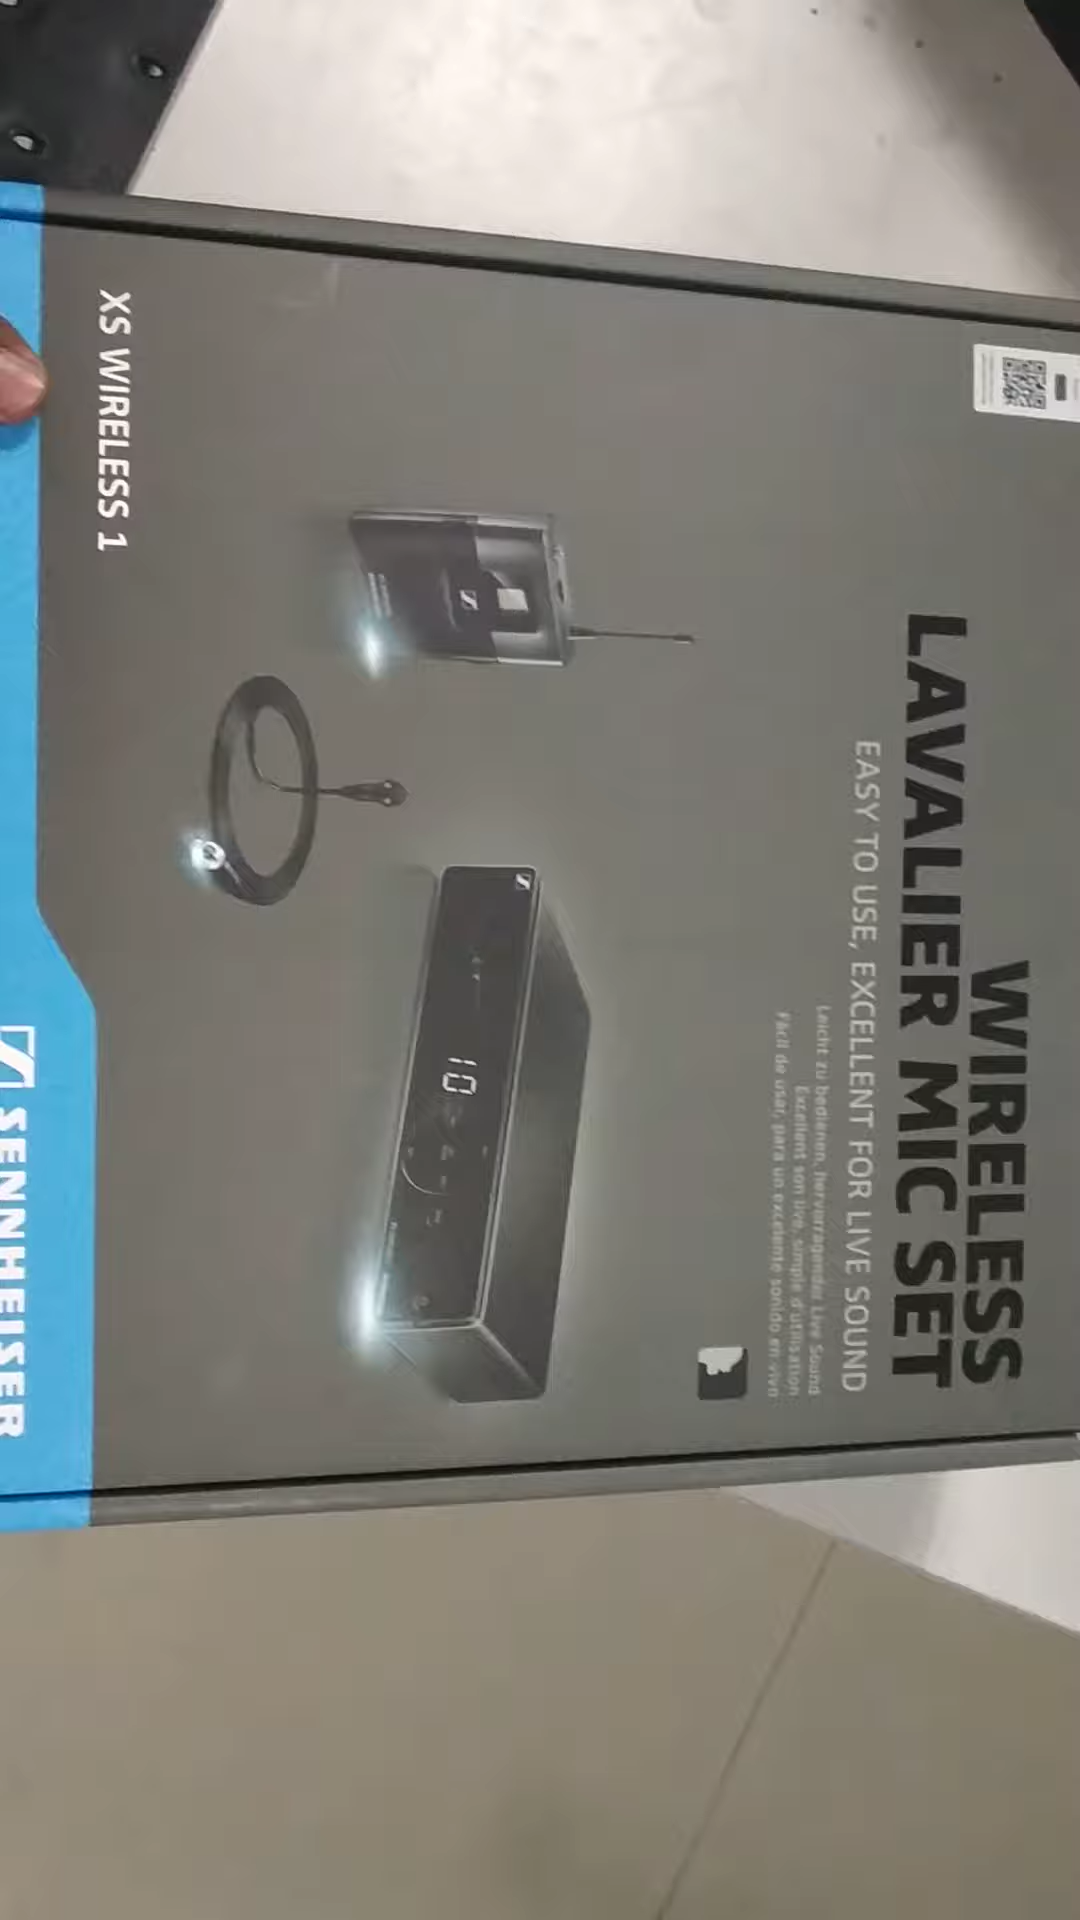 WIRELESS
LAVALIER MIC SET
EASY TO USE, EXCELLENT FOR LIVE SOUND
Leicht zu bedienen, hervorragender Live Sound
Excellent son live, simple d'utilisation
Fácil de usar, para un excelente sonido en vivo
10
XS WIRELESS 1
SENNHEISER